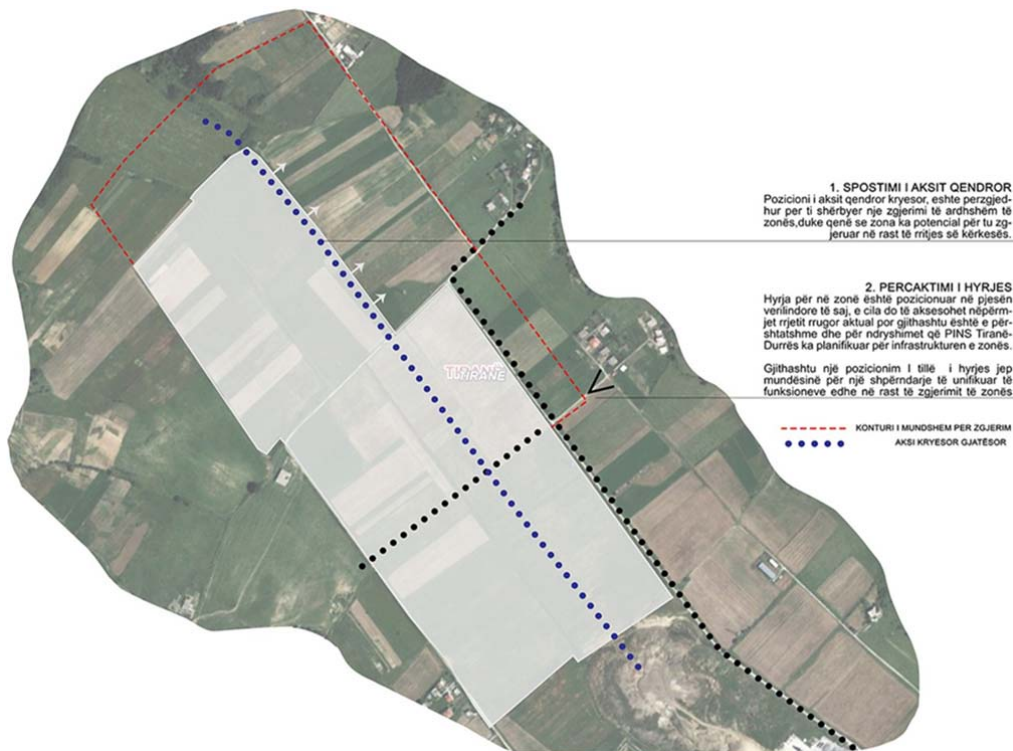 1. SPOSTIMI I AKSIT QENDROR
Pozicioni i aksit qendror kryesor, eshte perzgjed-
hur per ti shërbyer nje zgjerimi të ardhshëm të
zonës,duke qenë se zona ka potencial për tu zg-
jeruar në rast të rritjes së kërkesës.
2. PERCAKTIMI I HYRJES
Hyrja për në zonë është pozicionuar në pjesën
verilindore të saj, e cila do të aksesohet nëpërm-
jet rrjetit rrugor aktual por gjithashtu është e për-
shtatshme dhe për ndryshimet që PINS Tiranë-
Durrës ka planifikuar për infrastrukturen e zonës.
Gjithashtu një pozicionim I tillë i hyrjes jep
mundësinë për një shpërndarje të unifikuar të
funksioneve edhe në rast të zgjerimit të zonës
KONTURI I MUNDSHEM PER ZGJERIM
AKSI KRYESOR GJATËSOR
TIRANË
TIRANË